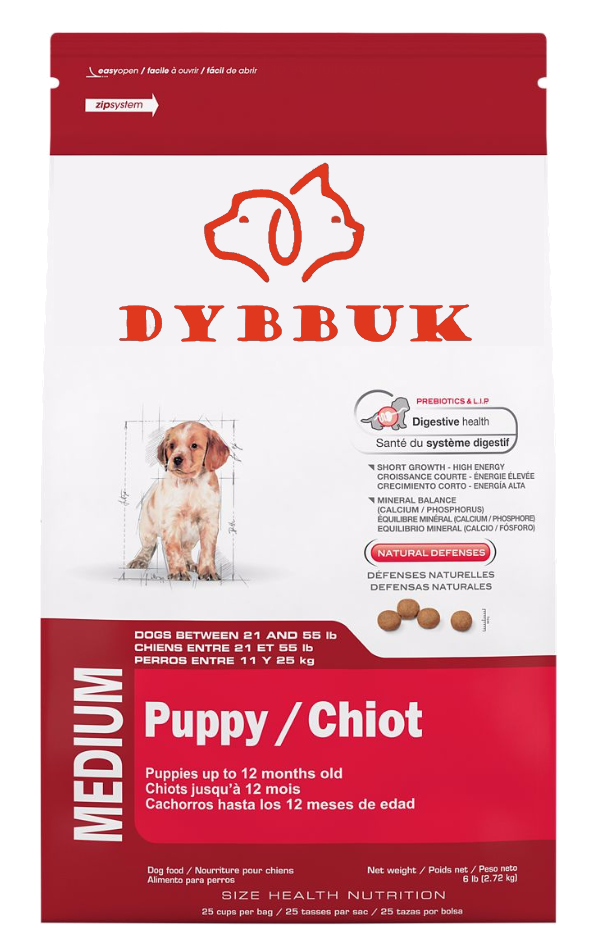 easyopen / facile à ouvrir / fácil de abrir
zipsystem
DYBBUK
PREBIOTICS & L.I.P
Digestive health
Santé du système digestif
SHORT GROWTH - HIGH ENERGY
CROISSANCE COURTE - ÉNERGIE ÉLEVÉE
CRECIMIENTO CORTO - ENERGÍA ALTA
MINERAL BALANCE
(CALCIUM / PHOSPHORUS)
ÉQUILIBRE MINÉRAL (CALCIUM / PHOSPHORE)
EQUILIBRIO MINERAL (CALCIO / FÓSFORO)
NATURAL DEFENSES
DÉFENSES NATURELLES
DEFENSAS NATURALES
DOGS BETWEEN 21 AND 55 lb
CHIENS ENTRE 21 ET 55 lb
PERROS ENTRE 11 Y 25 kg
MEDIUM
Puppy / Chiot
Puppies up to 12 months old
Chiots jusqu'à 12 mois
Cachorros hasta los 12 meses de edad
Dog food / Nourriture pour chiens
Alimento para perros
Net weight / Poids net / Peso neto
6 lb (2.72 kg)
SIZE HEALTH NUTRITION
25 cups per bag / 25 tasses par sac / 25 tazas por bolsa